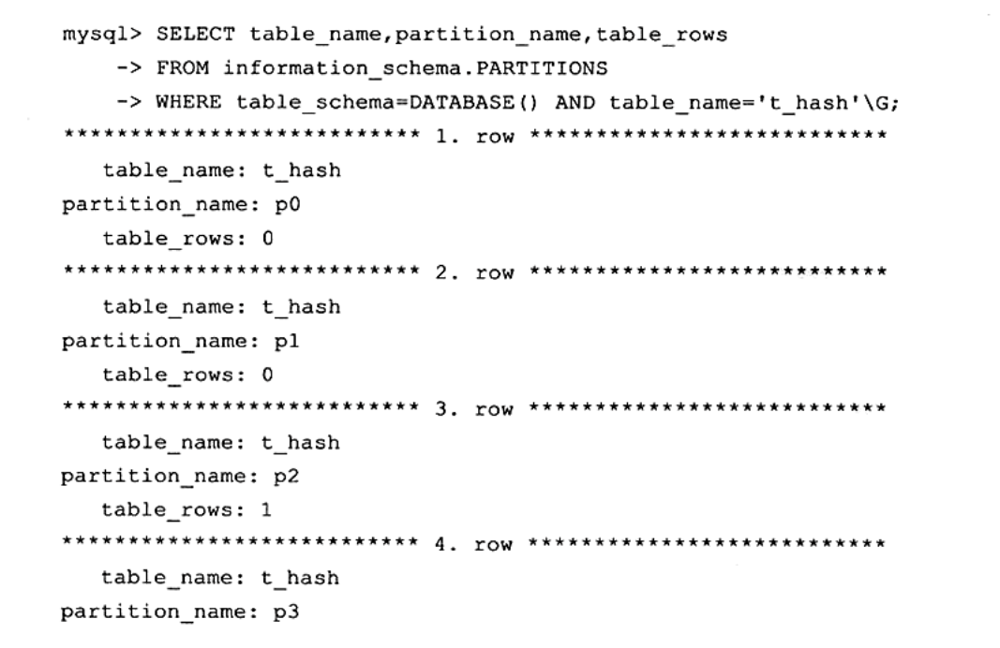 mysql> SELECT table_name,partition_name,table_rows
    -> FROM information_schema.PARTITIONS
    -> WHERE table_schema=DATABASE() AND table_name='t_hash'\G;
*************************** 1. row ***************************
   table_name: t_hash
partition_name: p0
   table_rows: 0
*************************** 2. row ***************************
   table_name: t_hash
partition_name: p1
   table_rows: 0
*************************** 3. row ***************************
   table_name: t_hash
partition_name: p2
   table_rows: 1
*************************** 4. row ***************************
   table_name: t_hash
partition_name: p3